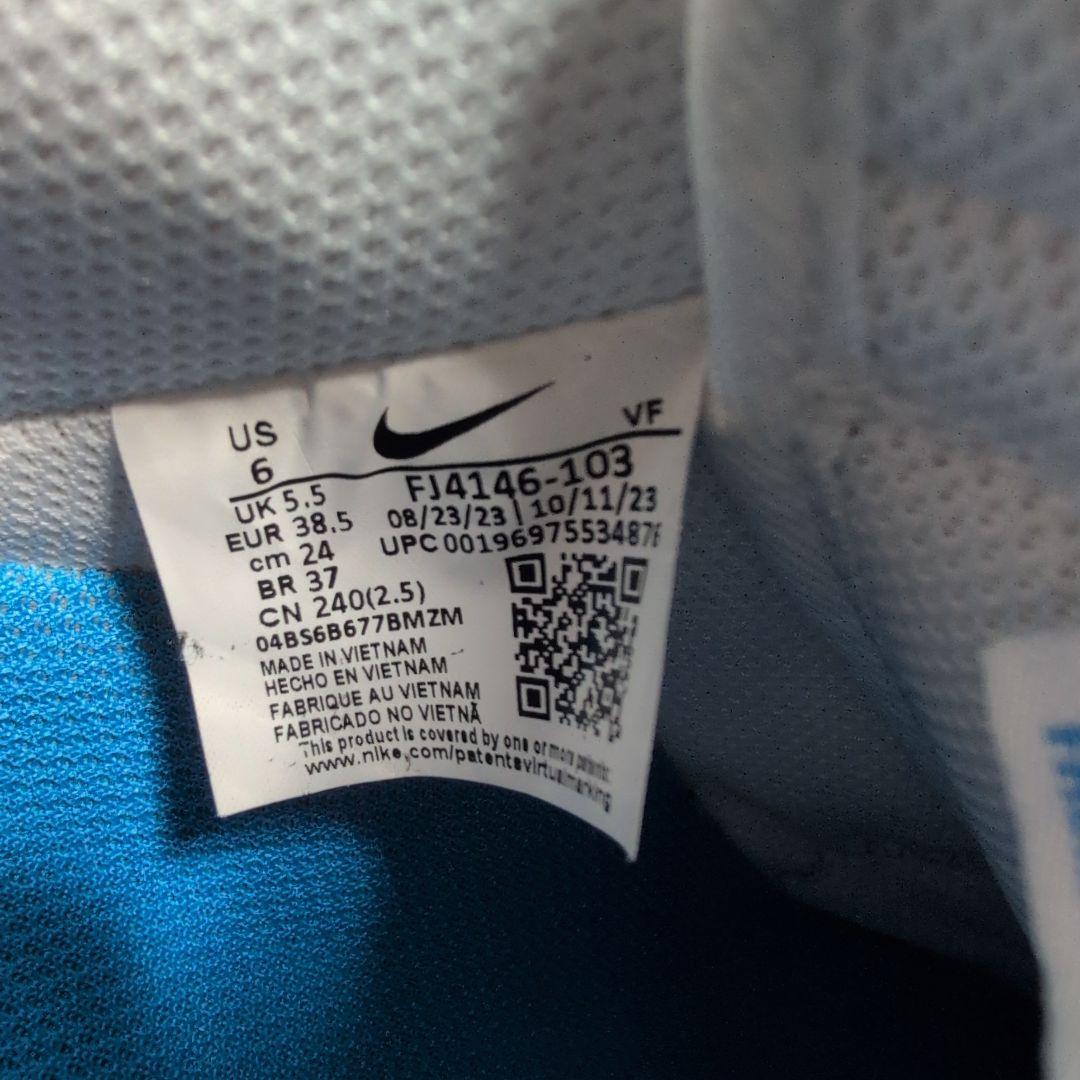 US
6
UK 5.5
EUR 38.5
cm 24
BR 37
CN 240(2.5)
04BS6B677BMZM
MADE IN VIETNAM
HECHO EN VIETNAM
FABRIQUE AU VIETNAM
FABRICADO NO VIETNÃ
This product is covered by one or more patents:
www.nike.com/patentsvirtualmarking
VF
FJ4146-103
08/23/23 | 10/11/23
UPC